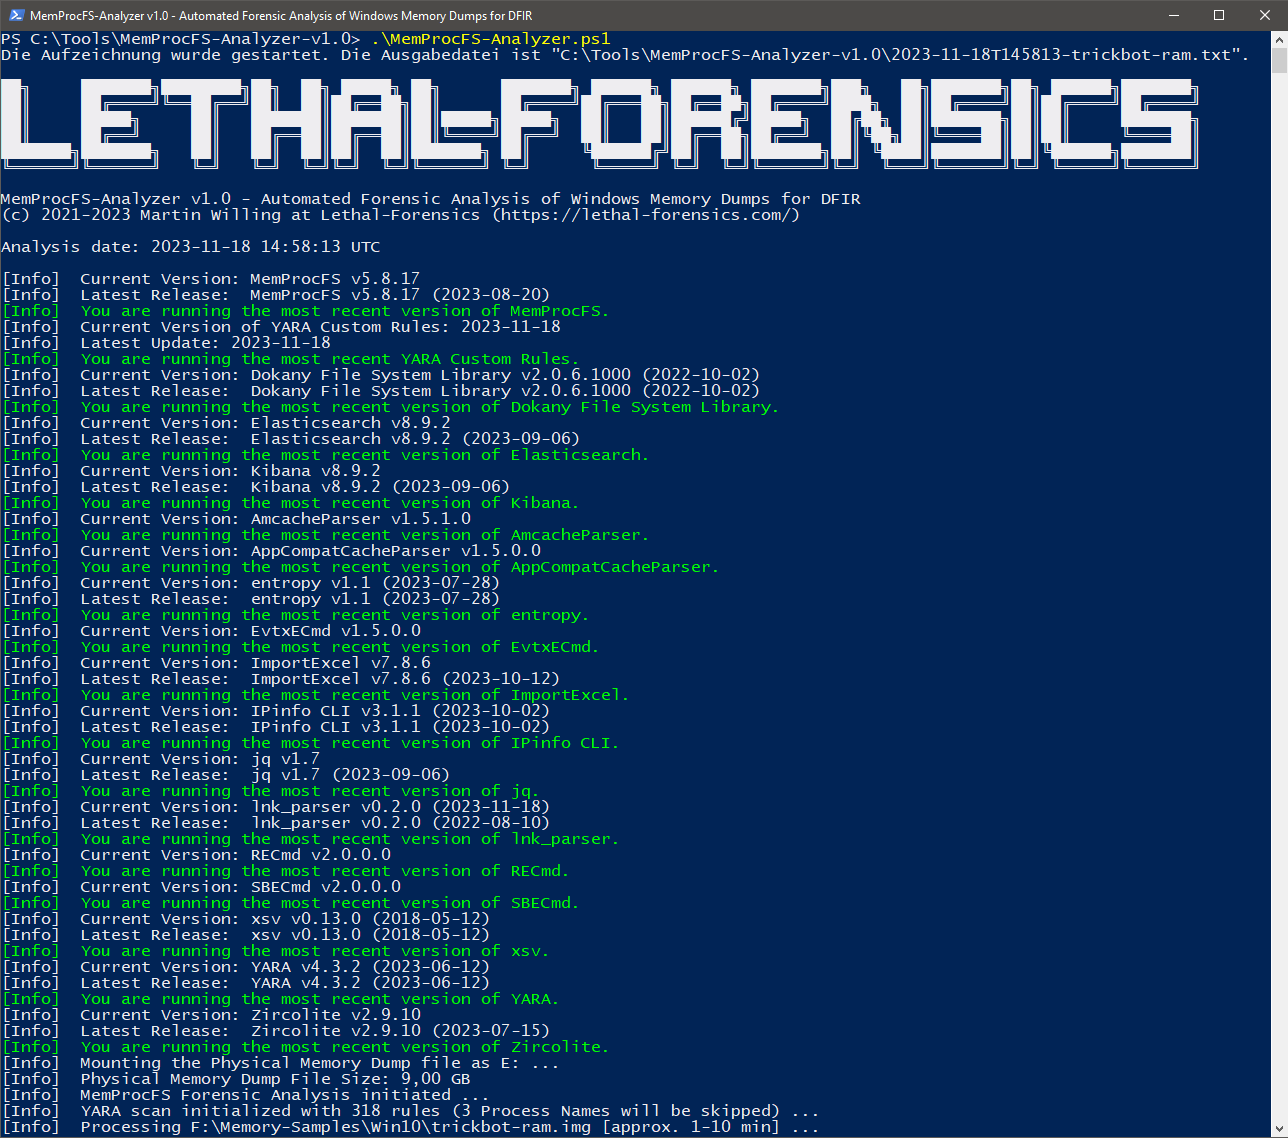 MemProcFS-Analyzer v1.0 - Automated Forensic Analysis of Windows Memory Dumps for DFIR
PS C:\Tools\MemProcFS-Analyzer-v1.0> .\MemProcFS-Analyzer.ps1
Die Aufzeichnung wurde gestartet. Die Ausgabedatei ist "C:\Tools\MemProcFS-Analyzer-v1.0\2023-11-18T145813-trickbot-ram.txt".
LETHAL-FORENSICS
MemProcFS-Analyzer v1.0 - Automated Forensic Analysis of Windows Memory Dumps for DFIR
(c) 2021-2023 Martin Willing at Lethal-Forensics (https://lethal-forensics.com/)
Analysis date: 2023-11-18 14:58:13 UTC
[Info]  Current Version: MemProcFS v5.8.17
[Info]  Latest Release:  MemProcFS v5.8.17 (2023-08-20)
[Info]  You are running the most recent version of MemProcFS.
[Info]  Current Version of YARA Custom Rules: 2023-11-18
[Info]  Latest Update: 2023-11-18
[Info]  You are running the most recent YARA Custom Rules.
[Info]  Current Version: Dokany File System Library v2.0.6.1000 (2022-10-02)
[Info]  Latest Release:  Dokany File System Library v2.0.6.1000 (2022-10-02)
[Info]  You are running the most recent version of Dokany File System Library.
[Info]  Current Version: Elasticsearch v8.9.2
[Info]  Latest Release:  Elasticsearch v8.9.2 (2023-09-06)
[Info]  You are running the most recent version of Elasticsearch.
[Info]  Current Version: Kibana v8.9.2
[Info]  Latest Release:  Kibana v8.9.2 (2023-09-06)
[Info]  You are running the most recent version of Kibana.
[Info]  Current Version: AmcacheParser v1.5.1.0
[Info]  You are running the most recent version of AmcacheParser.
[Info]  Current Version: AppCompatCacheParser v1.5.0.0
[Info]  You are running the most recent version of AppCompatCacheParser.
[Info]  Current Version: entropy v1.1 (2023-07-28)
[Info]  Latest Release:  entropy v1.1 (2023-07-28)
[Info]  You are running the most recent version of entropy.
[Info]  Current Version: EvtxECmd v1.5.0.0
[Info]  You are running the most recent version of EvtxECmd.
[Info]  Current Version: ImportExcel v7.8.6
[Info]  Latest Release:  ImportExcel v7.8.6 (2023-10-12)
[Info]  You are running the most recent version of ImportExcel.
[Info]  Current Version: IPinfo CLI v3.1.1 (2023-10-02)
[Info]  Latest Release:  IPinfo CLI v3.1.1 (2023-10-02)
[Info]  You are running the most recent version of IPinfo CLI.
[Info]  Current Version: jq v1.7
[Info]  Latest Release:  jq v1.7 (2023-09-06)
[Info]  You are running the most recent version of jq.
[Info]  Current Version: lnk_parser v0.2.0 (2023-11-18)
[Info]  Latest Release:  lnk_parser v0.2.0 (2022-08-10)
[Info]  You are running the most recent version of lnk_parser.
[Info]  Current Version: RECmd v2.0.0.0
[Info]  You are running the most recent version of RECmd.
[Info]  Current Version: SBECmd v2.0.0.0
[Info]  You are running the most recent version of SBECmd.
[Info]  Current Version: xsv v0.13.0 (2018-05-12)
[Info]  Latest Release:  xsv v0.13.0 (2018-05-12)
[Info]  You are running the most recent version of xsv.
[Info]  Current Version: YARA v4.3.2 (2023-06-12)
[Info]  Latest Release:  YARA v4.3.2 (2023-06-12)
[Info]  You are running the most recent version of YARA.
[Info]  Current Version: Zircolite v2.9.10
[Info]  Latest Release:  Zircolite v2.9.10 (2023-07-15)
[Info]  You are running the most recent version of Zircolite.
[Info]  Mounting the Physical Memory Dump file as E: ...
[Info]  Physical Memory Dump File Size: 9,00 GB
[Info]  MemProcFS Forensic Analysis initiated ...
[Info]  YARA scan initialized with 318 rules (3 Process Names will be skipped) ...
[Info]  Processing F:\Memory-Samples\Win10\trickbot-ram.img [approx. 1-10 min] ...